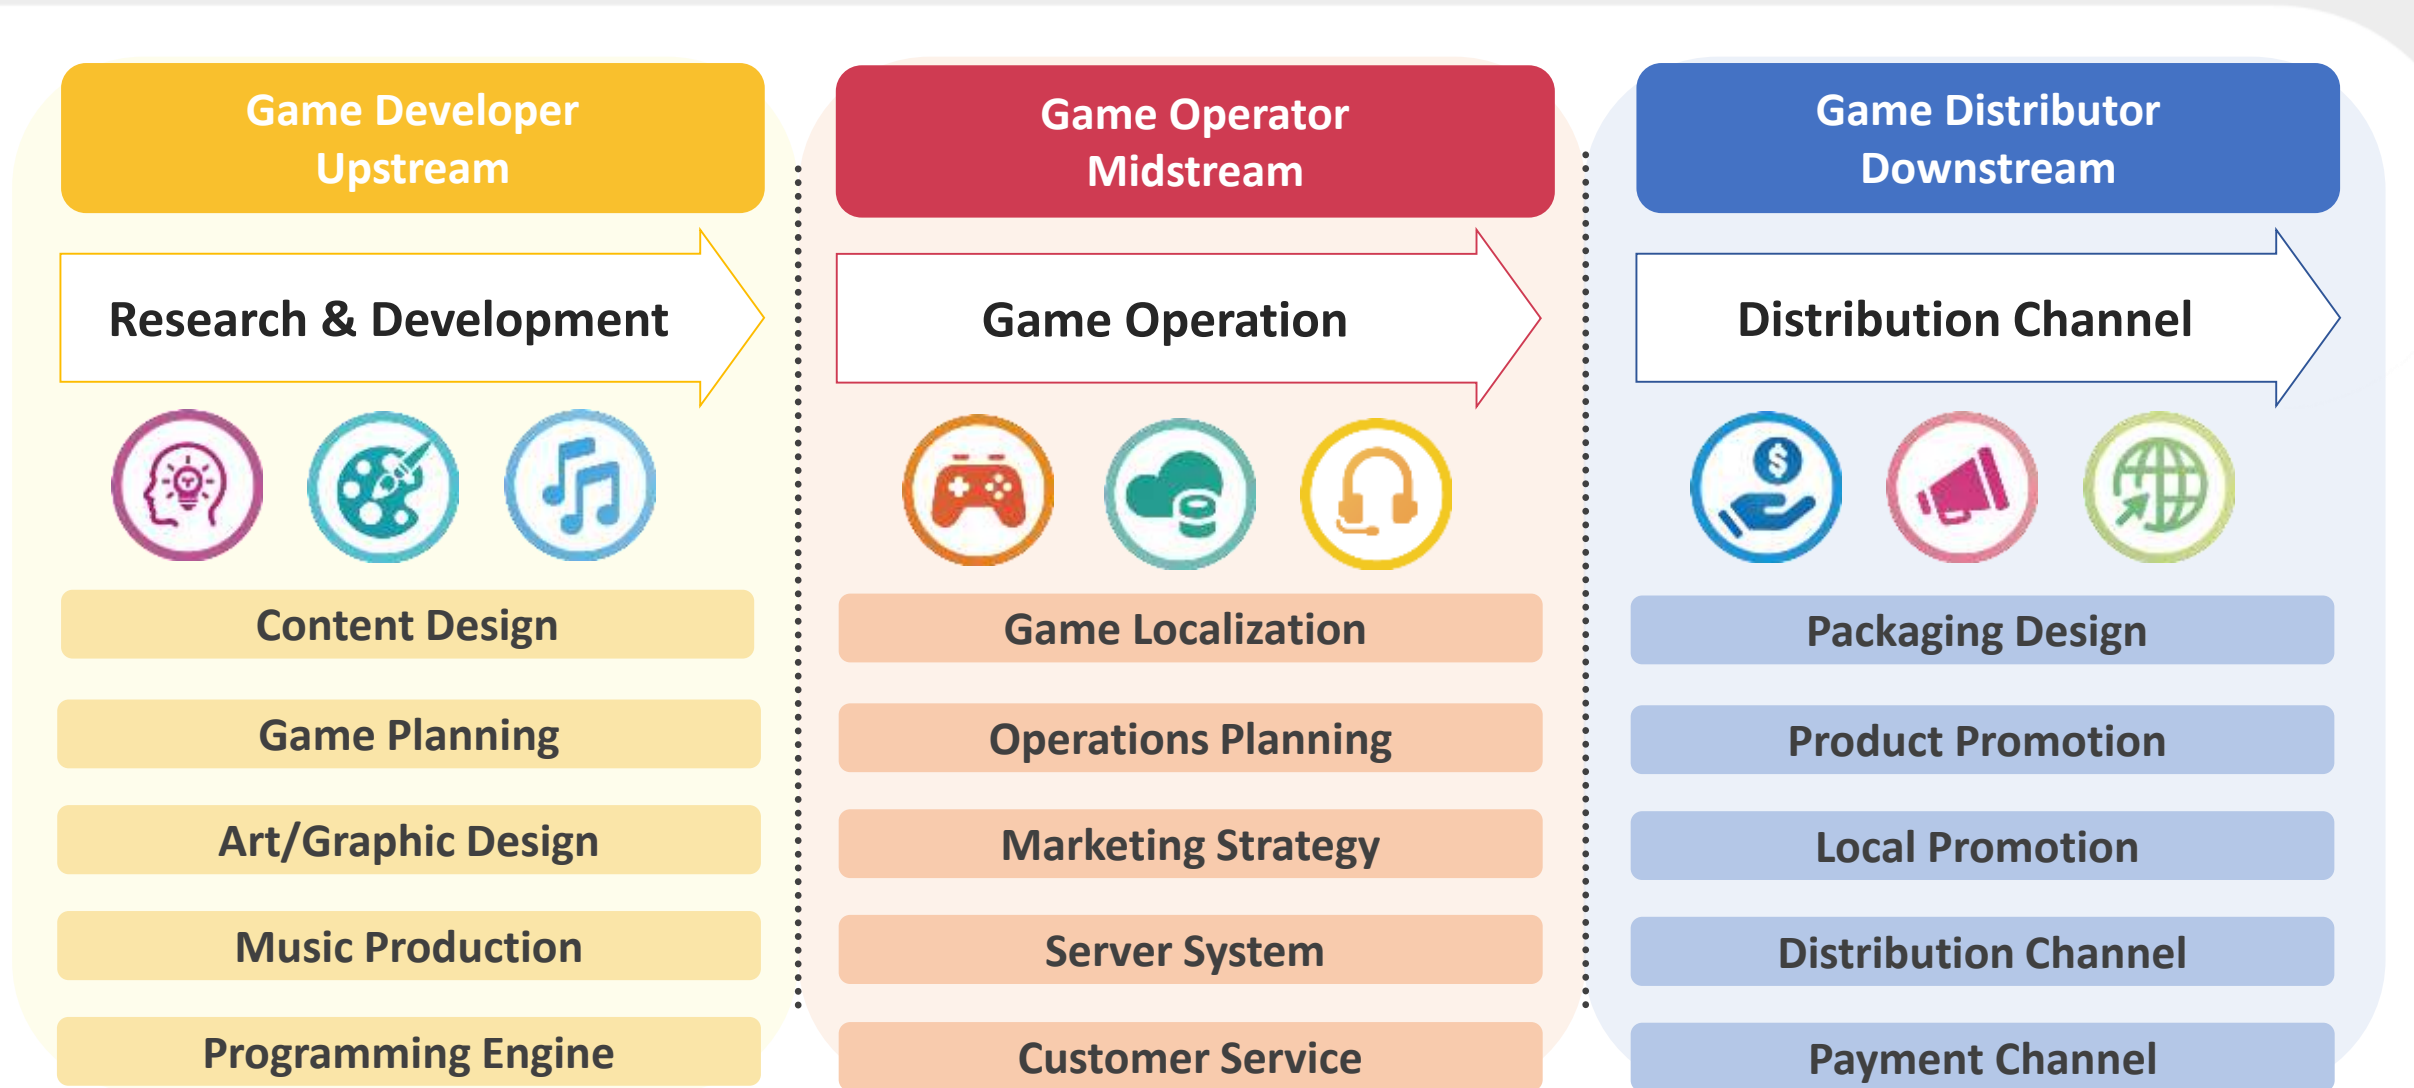 Game Developer
Upstream
Research & Development
Content Design
Game Planning
Art/Graphic Design
Music Production
Programming Engine
Game Operator
Midstream
Game Operation
Game Localization
Operations Planning
Marketing Strategy
Server System
Customer Service
Game Distributor
Downstream
Distribution Channel
$
Packaging Design
Product Promotion
Local Promotion
Distribution Channel
Payment Channel